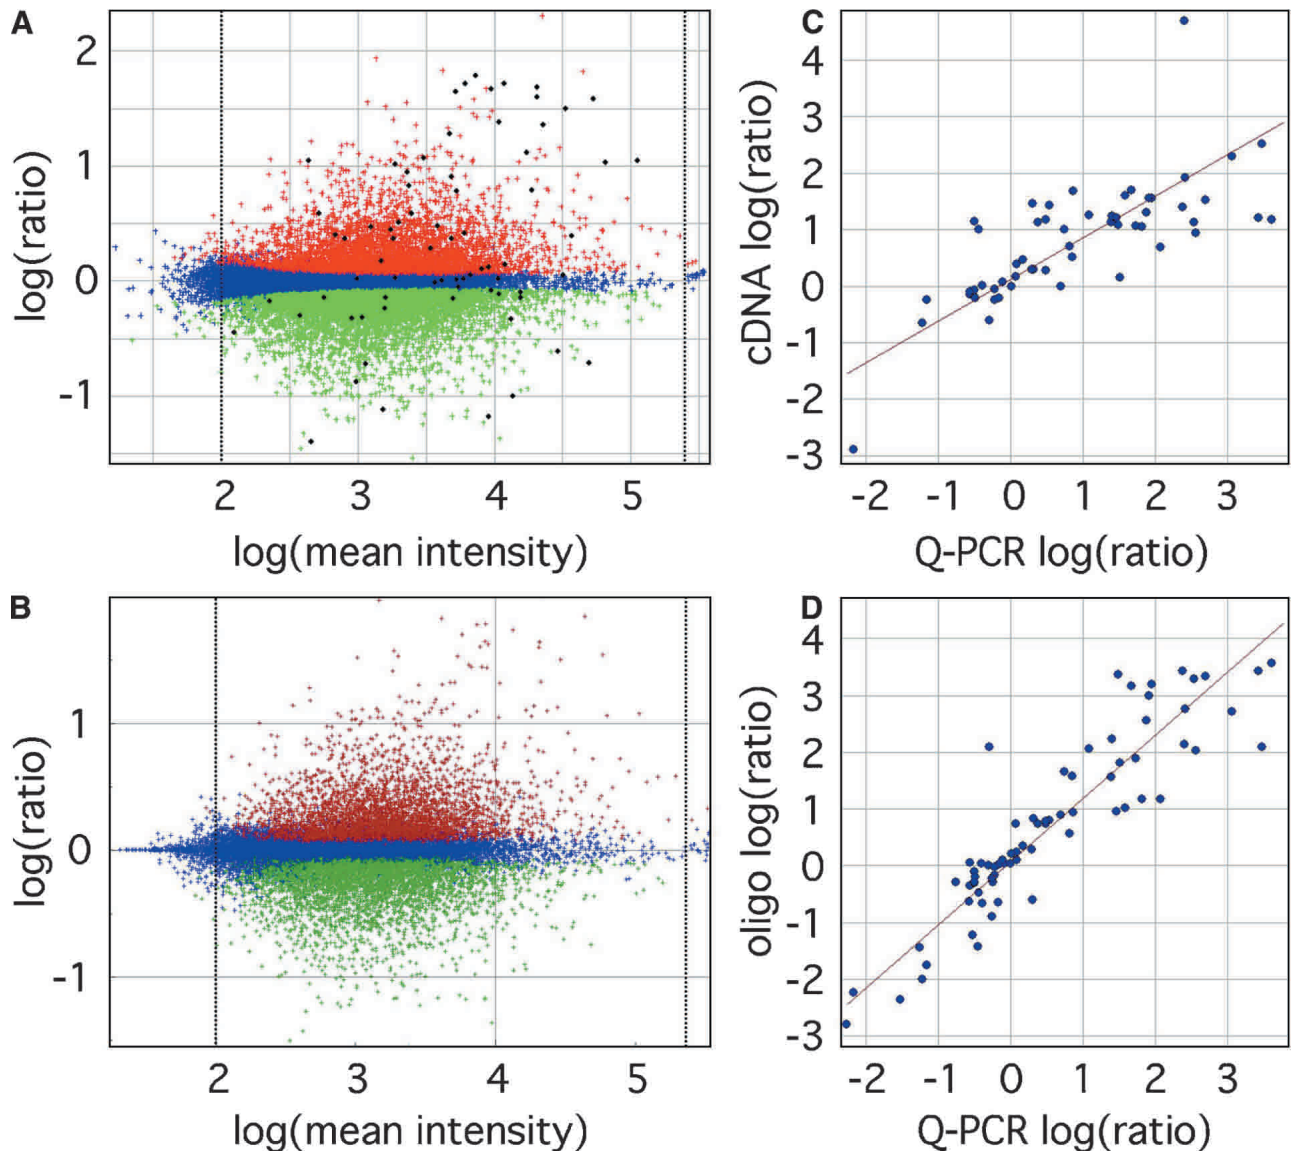 A
2
1
0
-1
log(ratio)
2 3 4 5
log(mean intensity)
C
4
3
2
1
0
-1
-2
-3
cDNA log(ratio)
-2 -1 0 1 2 3
Q-PCR log(ratio)
B
1
0
-1
log(ratio)
2 3 4 5
log(mean intensity)
D
4
3
2
1
0
-1
-2
-3
oligo log(ratio)
-2 -1 0 1 2 3
Q-PCR log(ratio)